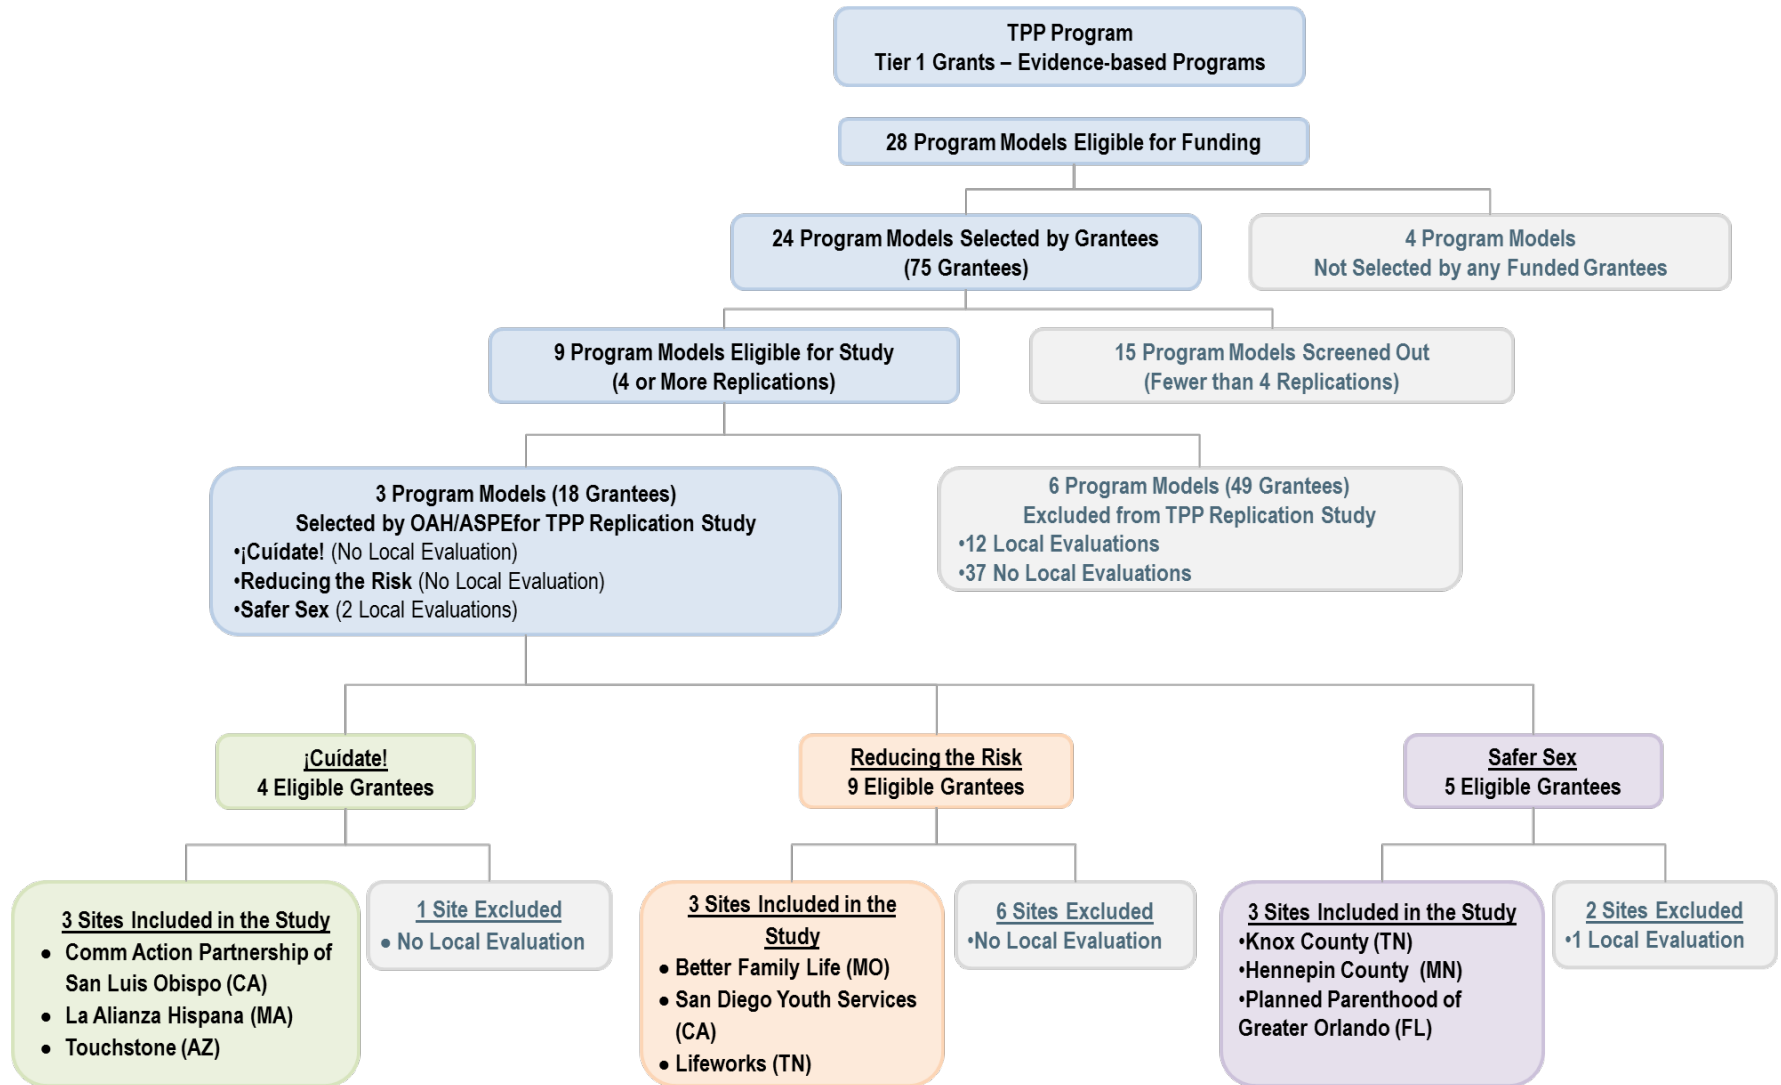 TPP Program
Tier 1 Grants – Evidence-based Programs
28 Program Models Eligible for Funding
24 Program Models Selected by Grantees
(75 Grantees)
4 Program Models
Not Selected by any Funded Grantees
9 Program Models Eligible for Study
(4 or More Replications)
15 Program Models Screened Out
(Fewer than 4 Replications)
3 Program Models (18 Grantees)
Selected by OAH/ASPEfor TPP Replication Study
•¡Cuídate! (No Local Evaluation)
•Reducing the Risk (No Local Evaluation)
•Safer Sex (2 Local Evaluations)
6 Program Models (49 Grantees)
Excluded from TPP Replication Study
•12 Local Evaluations
•37 No Local Evaluations
¡Cuídate!
4 Eligible Grantees
Reducing the Risk
9 Eligible Grantees
Safer Sex
5 Eligible Grantees
3 Sites Included in the Study
• Comm Action Partnership of
San Luis Obispo (CA)
• La Alianza Hispana (MA)
• Touchstone (AZ)
1 Site Excluded
• No Local Evaluation
3 Sites Included in the
Study
• Better Family Life (MO)
• San Diego Youth Services
(CA)
• Lifeworks (TN)
6 Sites Excluded
•No Local Evaluation
3 Sites Included in the Study
•Knox County (TN)
•Hennepin County (MN)
•Planned Parenthood of
Greater Orlando (FL)
2 Sites Excluded
•1 Local Evaluation